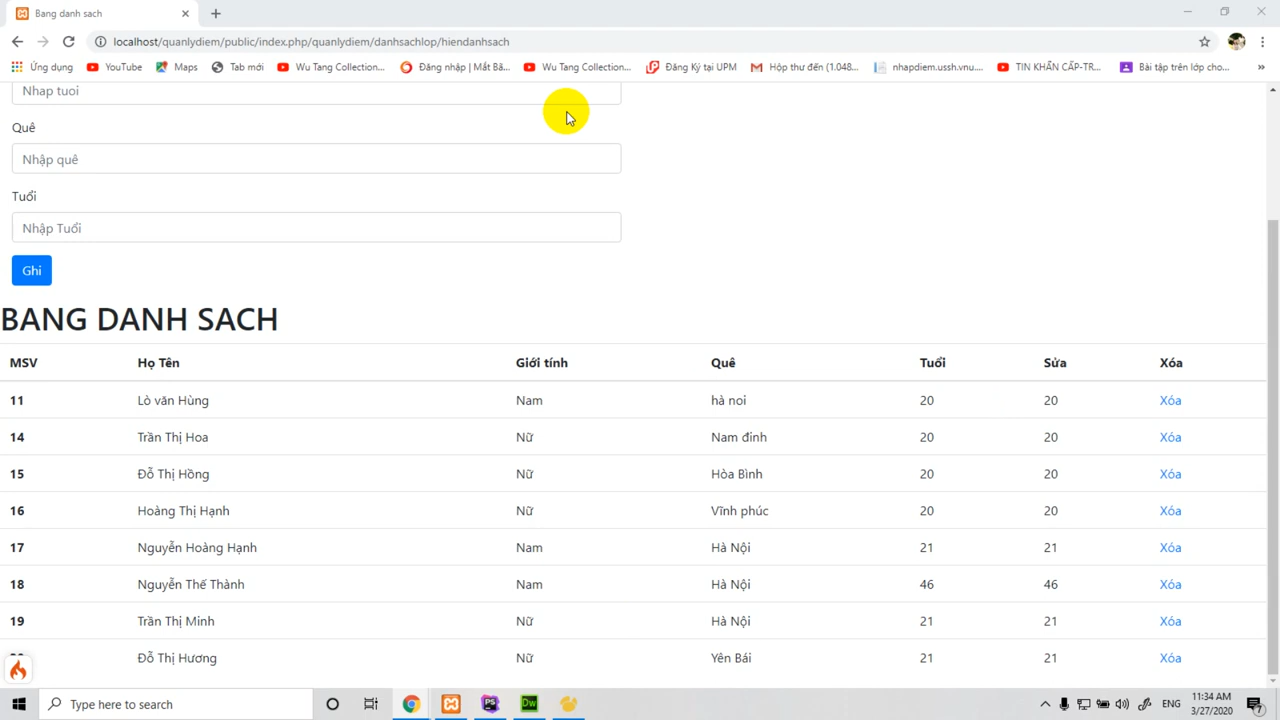 Bang danh sach
localhost/quanlydiem/public/index.php/quanlydiem/danhsachlop/hiendanhsach
Ứng dụng YouTube Maps Tab mới Wu Tang Collection... Đăng nhập | Mắt Bã... Wu Tang Collection... Đăng Ký tại UPM Hộp thư đến (1.048... nhapdiem.ussh.vnu.... TIN KHẨN CẤP-TR... Bài tập trên lớp cho... »
Nhap tuoi
Quê
Nhập quê
Tuổi
Nhập Tuổi
Ghi
BANG DANH SACH
MSV Họ Tên Giới tính Quê Tuổi Sửa Xóa
11 Lò văn Hùng Nam hà noi 20 20 Xóa
14 Trần Thị Hoa Nữ Nam đinh 20 20 Xóa
15 Đỗ Thị Hồng Nữ Hòa Bình 20 20 Xóa
16 Hoàng Thị Hạnh Nữ Vĩnh phúc 20 20 Xóa
17 Nguyễn Hoàng Hạnh Nam Hà Nội 21 21 Xóa
18 Nguyễn Thế Thành Nam Hà Nội 46 46 Xóa
19 Trần Thị Minh Nữ Hà Nội 21 21 Xóa
Đỗ Thị Hương Nữ Yên Bái 21 21 Xóa
Type here to search
PS Dw
ENG
11:34 AM
3/27/2020
7